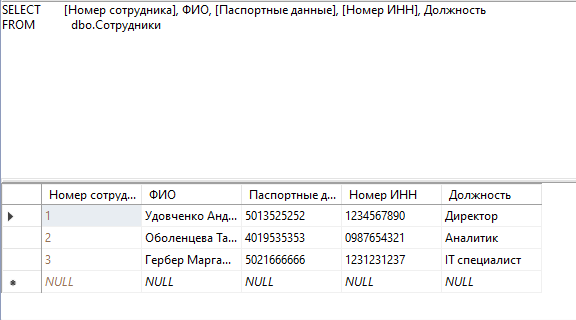 SELECT [Номер сотрудника], ФИО, [Паспортные данные], [Номер ИНН], Должность
FROM dbo.Сотрудники
Номер сотруд... ФИО Паспортные д... Номер ИНН Должность
1 Удовченко Анд... 5013525252 1234567890 Директор
2 Оболенцева Та... 4019535353 0987654321 Аналитик
3 Гербер Марга... 5021666666 1231231237 IT специалист
NULL NULL NULL NULL NULL